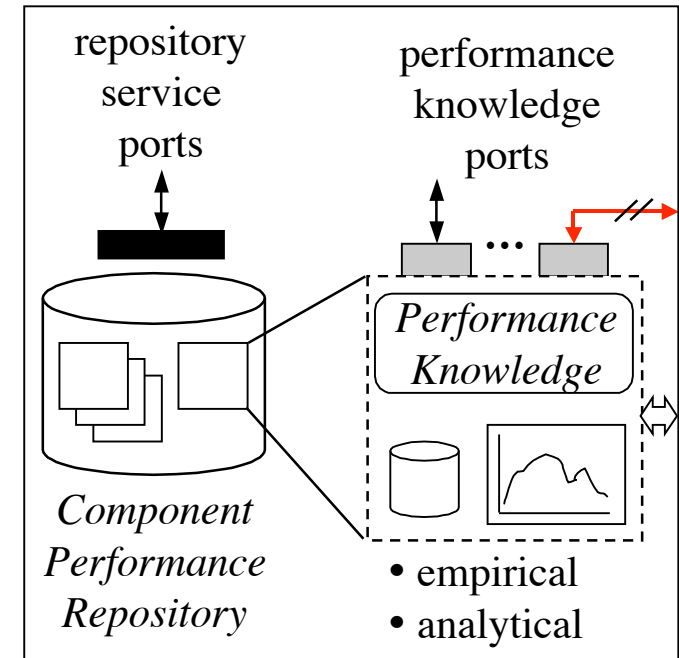 repository
service
ports
performance
knowledge
ports
...
Performance
Knowledge
Component
Performance
Repository
• empirical
• analytical